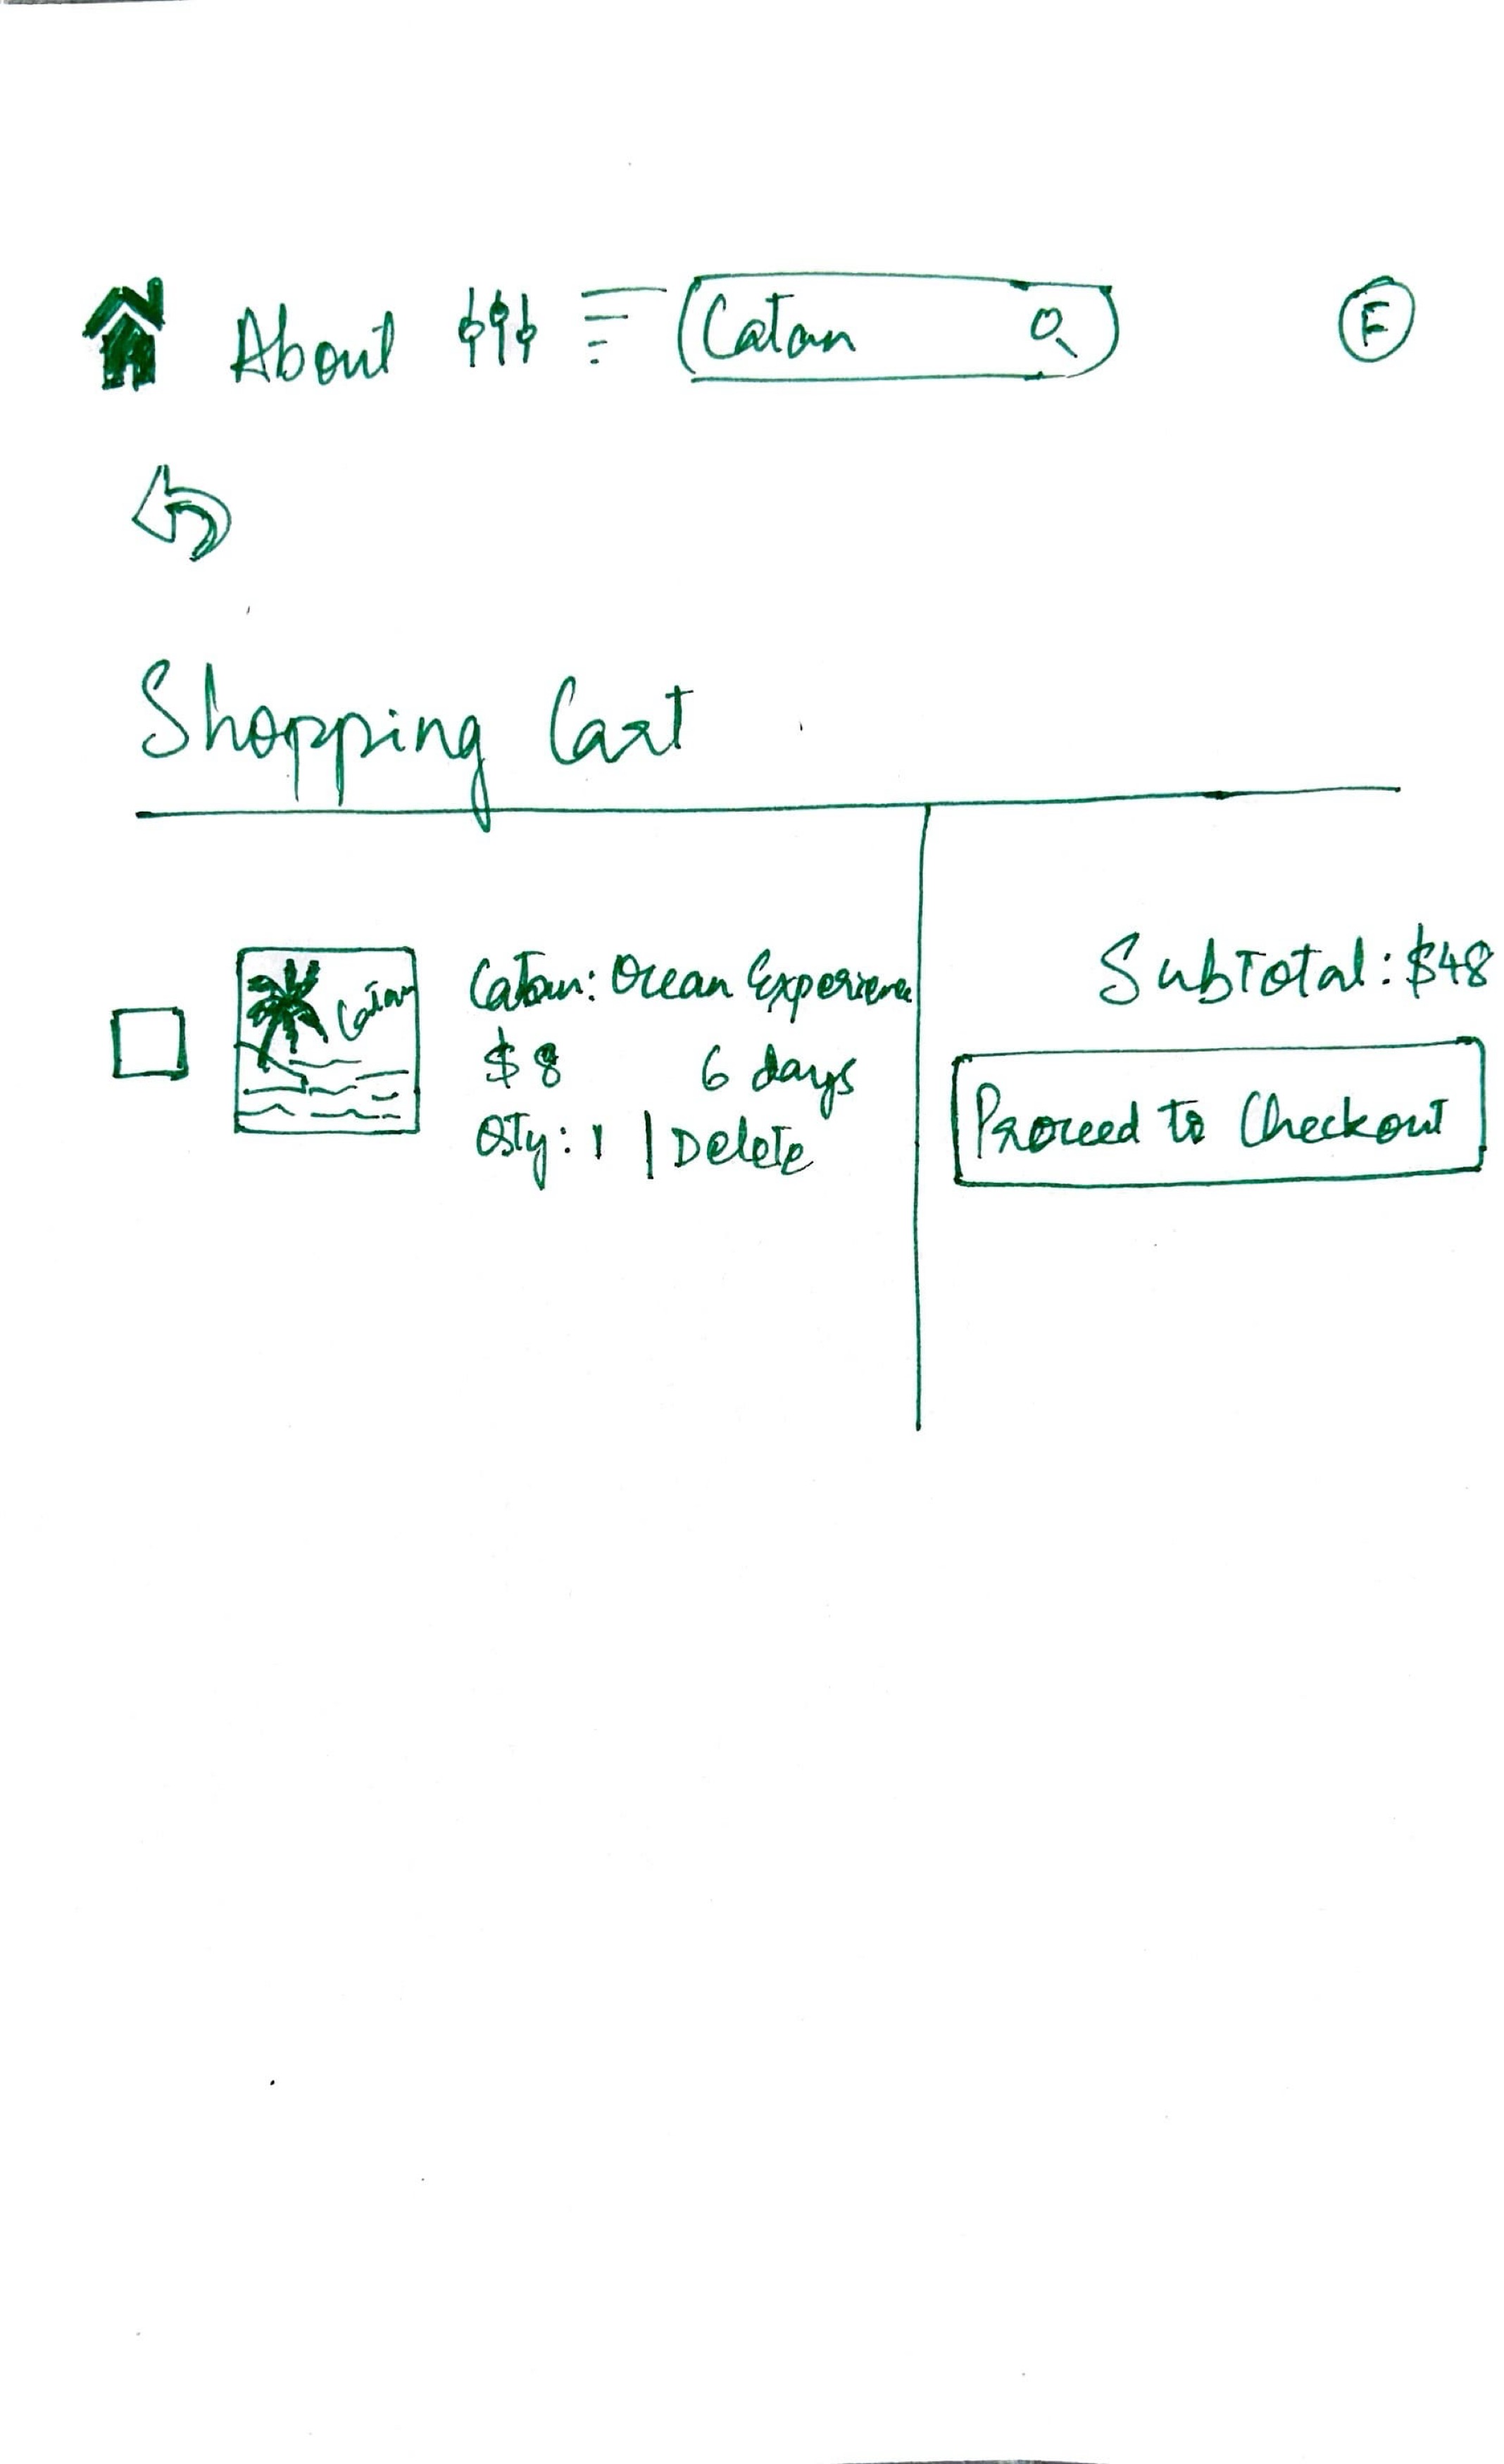 About
Catan
E
Shopping Cart
Catan
Catan: Ocean Experience
$8 6 days
Qty: 1 | Delete
SubTotal: $48
Proceed to Checkout